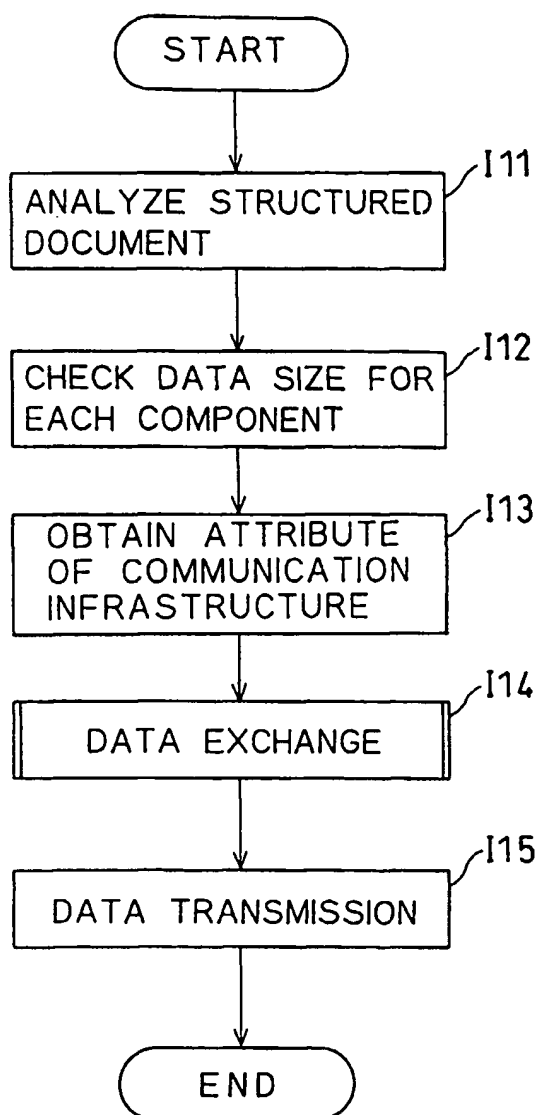 START
I11
ANALYZE STRUCTURED
DOCUMENT
I12
CHECK DATA SIZE FOR
EACH COMPONENT
I13
OBTAIN ATTRIBUTE
OF COMMUNICATION
INFRASTRUCTURE
I14
DATA EXCHANGE
I15
DATA TRANSMISSION
END